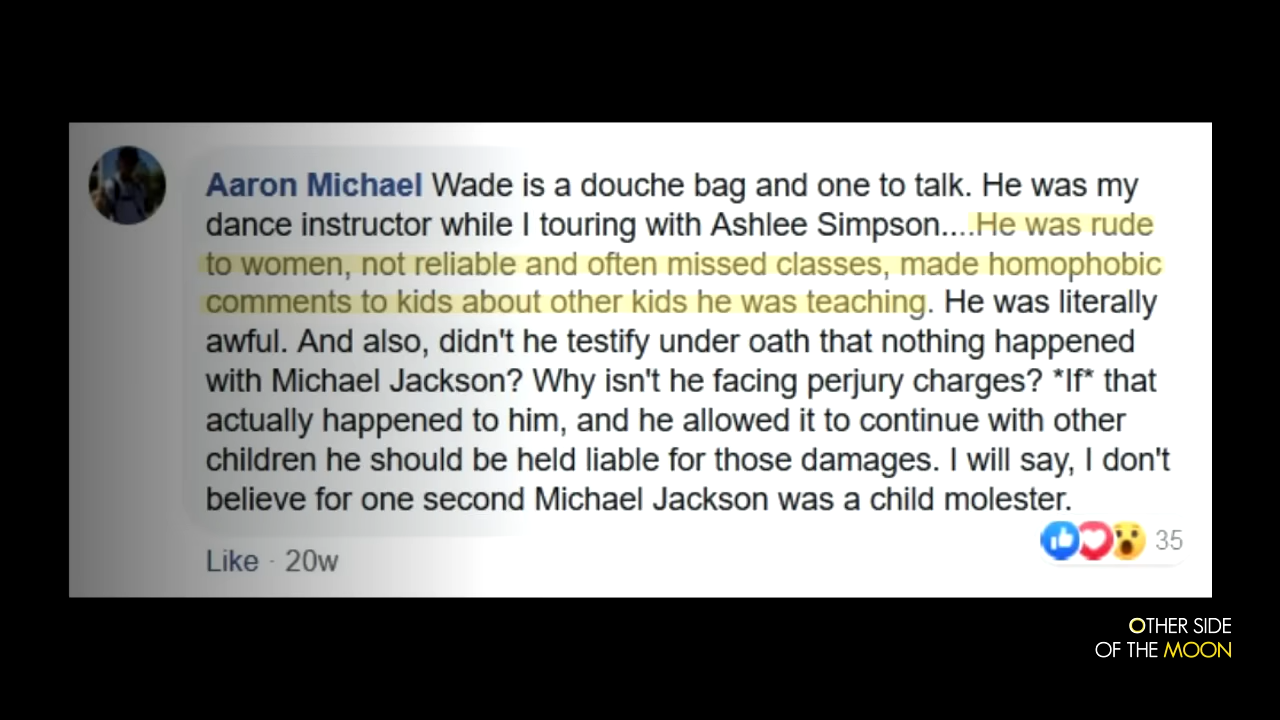 Aaron Michael Wade is a douche bag and one to talk. He was my
dance instructor while I touring with Ashlee Simpson....He was rude
to women, not reliable and often missed classes, made homophobic
comments to kids about other kids he was teaching. He was literally
awful. And also, didn't he testify under oath that nothing happened
with Michael Jackson? Why isn't he facing perjury charges? *If* that
actually happened to him, and he allowed it to continue with other
children he should be held liable for those damages. I will say, I don't
believe for one second Michael Jackson was a child molester.
35
Like · 20w
OTHER SIDE
OF THE MOON